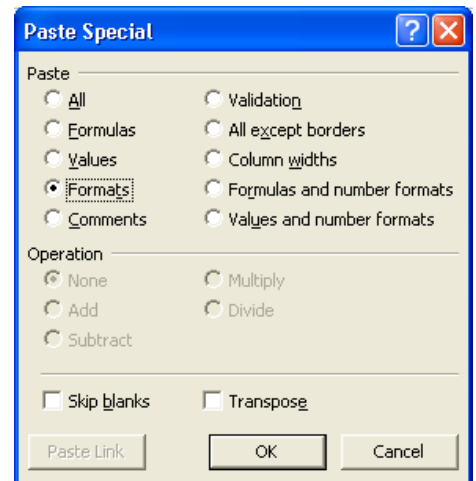 Paste Special
Paste
All Validation
Formulas All except borders
Values Column widths
Formats Formulas and number formats
Comments Values and number formats
Operation
None Multiply
Add Divide
Subtract
Skip blanks Transpose
Paste Link OK Cancel